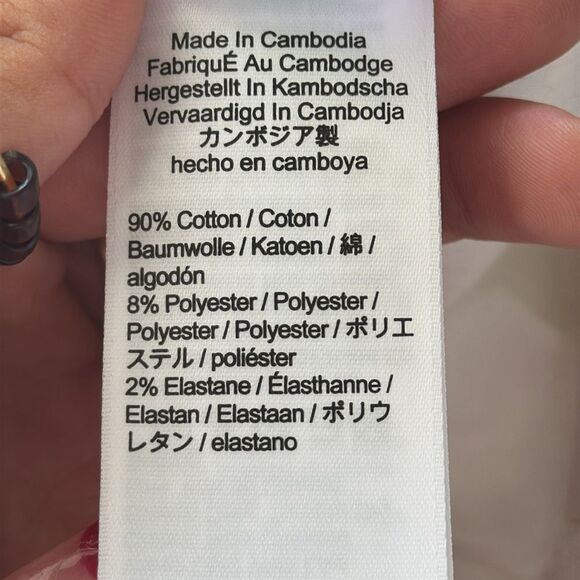 Made In Cambodia
FabriquÉ Au Cambodge
Hergestellt In Kambodscha
Vervaardigd In Cambodja
カンボジア製
hecho en camboya
90% Cotton / Coton /
Baumwolle / Katoen / 綿 /
algodón
8% Polyester / Polyester /
Polyester / Polyester / ポリエ
ステル / poliéster
2% Elastane / Élasthanne /
Elastan / Elastaan / ポリウ
レタン / elastano